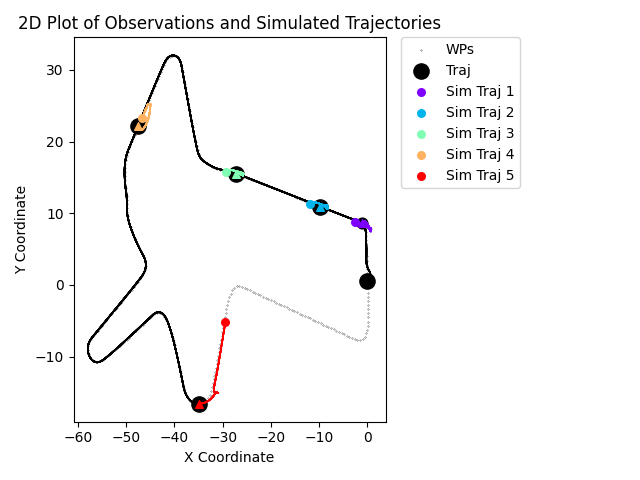 2D Plot of Observations and Simulated Trajectories
WPs
Traj
Sim Traj 1
Sim Traj 2
Sim Traj 3
Sim Traj 4
Sim Traj 5
30
20
10
0
−10
Y Coordinate
−60 −50 −40 −30 −20 −10 0
X Coordinate